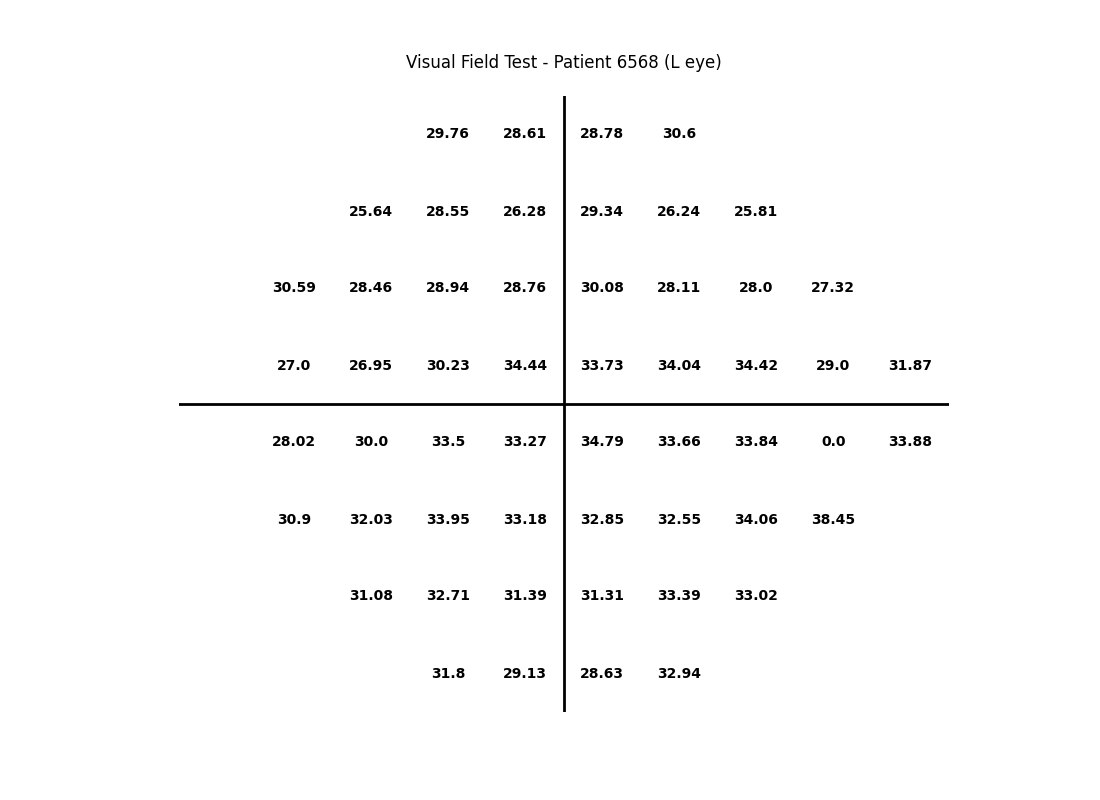 Visual Field Test - Patient 6568 (L eye)
29.76 28.61 28.78 30.6
25.64 28.55 26.28 29.34 26.24 25.81
30.59 28.46 28.94 28.76 30.08 28.11 28.0 27.32
27.0 26.95 30.23 34.44 33.73 34.04 34.42 29.0 31.87
28.02 30.0 33.5 33.27 34.79 33.66 33.84 0.0 33.88
30.9 32.03 33.95 33.18 32.85 32.55 34.06 38.45
31.08 32.71 31.39 31.31 33.39 33.02
31.8 29.13 28.63 32.94